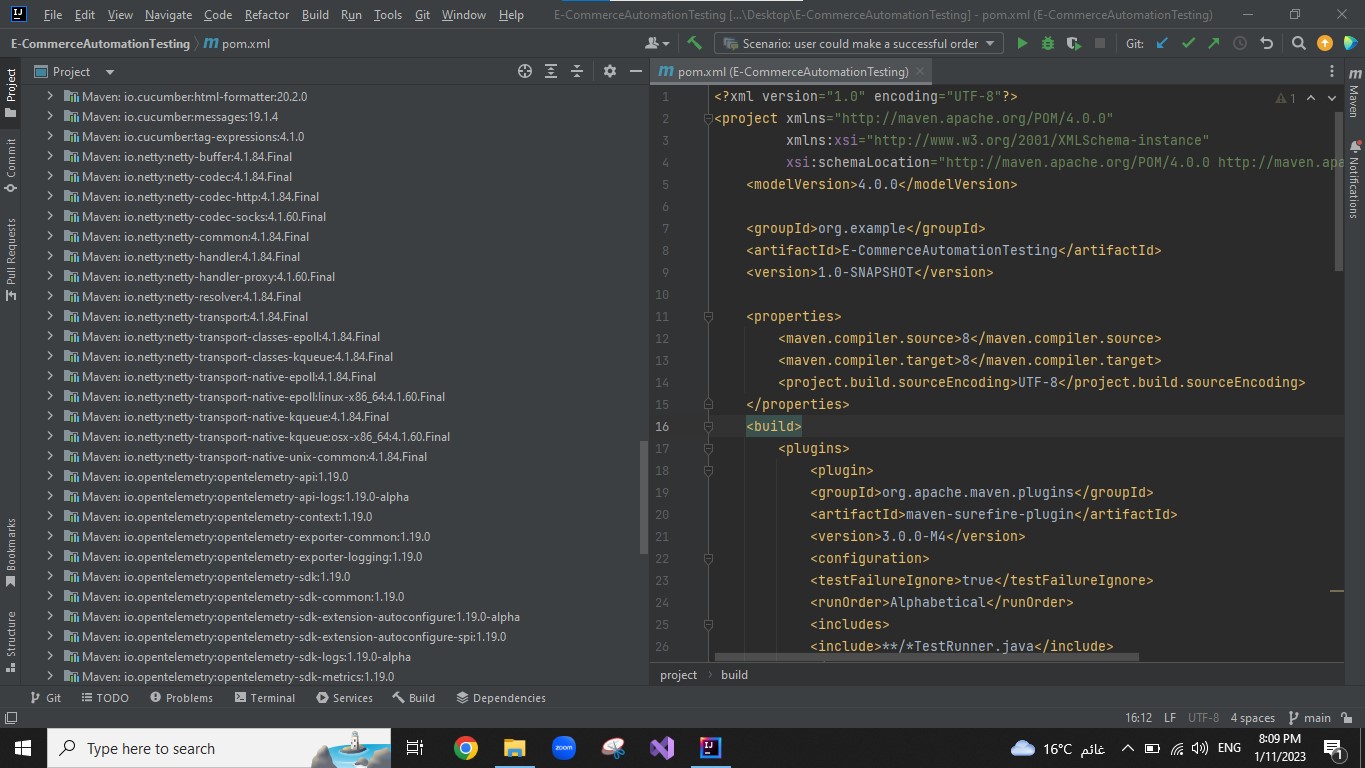 File Edit View Navigate Code Refactor Build Run Tools Git Window Help E-CommerceAutomationTesting [...\Desktop\E-CommerceAutomationTesting] - pom.xml (E-CommerceAutomationTesting)
E-CommerceAutomationTesting pom.xml Scenario: user could make a successful order Git:
Project
Commit
Pull Requests
Bookmarks
Structure
Project
Maven: io.cucumber:html-formatter:20.2.0
Maven: io.cucumber:messages:19.1.4
Maven: io.cucumber:tag-expressions:4.1.0
Maven: io.netty:netty-buffer:4.1.84.Final
Maven: io.netty:netty-codec:4.1.84.Final
Maven: io.netty:netty-codec-http:4.1.84.Final
Maven: io.netty:netty-codec-socks:4.1.60.Final
Maven: io.netty:netty-common:4.1.84.Final
Maven: io.netty:netty-handler:4.1.84.Final
Maven: io.netty:netty-handler-proxy:4.1.60.Final
Maven: io.netty:netty-resolver:4.1.84.Final
Maven: io.netty:netty-transport:4.1.84.Final
Maven: io.netty:netty-transport-classes-epoll:4.1.84.Final
Maven: io.netty:netty-transport-classes-kqueue:4.1.84.Final
Maven: io.netty:netty-transport-native-epoll:4.1.84.Final
Maven: io.netty:netty-transport-native-epoll:linux-x86_64:4.1.60.Final
Maven: io.netty:netty-transport-native-kqueue:4.1.84.Final
Maven: io.netty:netty-transport-native-kqueue:osx-x86_64:4.1.60.Final
Maven: io.netty:netty-transport-native-unix-common:4.1.84.Final
Maven: io.opentelemetry:opentelemetry-api:1.19.0
Maven: io.opentelemetry:opentelemetry-api-logs:1.19.0-alpha
Maven: io.opentelemetry:opentelemetry-context:1.19.0
Maven: io.opentelemetry:opentelemetry-exporter-common:1.19.0
Maven: io.opentelemetry:opentelemetry-exporter-logging:1.19.0
Maven: io.opentelemetry:opentelemetry-sdk:1.19.0
Maven: io.opentelemetry:opentelemetry-sdk-common:1.19.0
Maven: io.opentelemetry:opentelemetry-sdk-extension-autoconfigure:1.19.0-alpha
Maven: io.opentelemetry:opentelemetry-sdk-extension-autoconfigure-spi:1.19.0
Maven: io.opentelemetry:opentelemetry-sdk-logs:1.19.0-alpha
Maven: io.opentelemetry:opentelemetry-sdk-metrics:1.19.0
pom.xml (E-CommerceAutomationTesting)
1 <?xml version="1.0" encoding="UTF-8"?> 1
2 <project xmlns="http://maven.apache.org/POM/4.0.0"
3 xmlns:xsi="http://www.w3.org/2001/XMLSchema-instance"
4 xsi:schemaLocation="http://maven.apache.org/POM/4.0.0 http://maven.apa
5 <modelVersion>4.0.0</modelVersion>
6
7 <groupId>org.example</groupId>
8 <artifactId>E-CommerceAutomationTesting</artifactId>
9 <version>1.0-SNAPSHOT</version>
10
11 <properties>
12 <maven.compiler.source>8</maven.compiler.source>
13 <maven.compiler.target>8</maven.compiler.target>
14 <project.build.sourceEncoding>UTF-8</project.build.sourceEncoding>
15 </properties>
16 <build>
17 <plugins>
18 <plugin>
19 <groupId>org.apache.maven.plugins</groupId>
20 <artifactId>maven-surefire-plugin</artifactId>
21 <version>3.0.0-M4</version>
22 <configuration>
23 <testFailureIgnore>true</testFailureIgnore>
24 <runOrder>Alphabetical</runOrder>
25 <includes>
26 <include>**/*TestRunner.java</include>
project build
Maven
Notifications
Git TODO Problems Terminal Services Build Dependencies
16:12 LF UTF-8 4 spaces main
Type here to search zoom 16°C غائم ENG 8:09 PM
1/11/2023 1